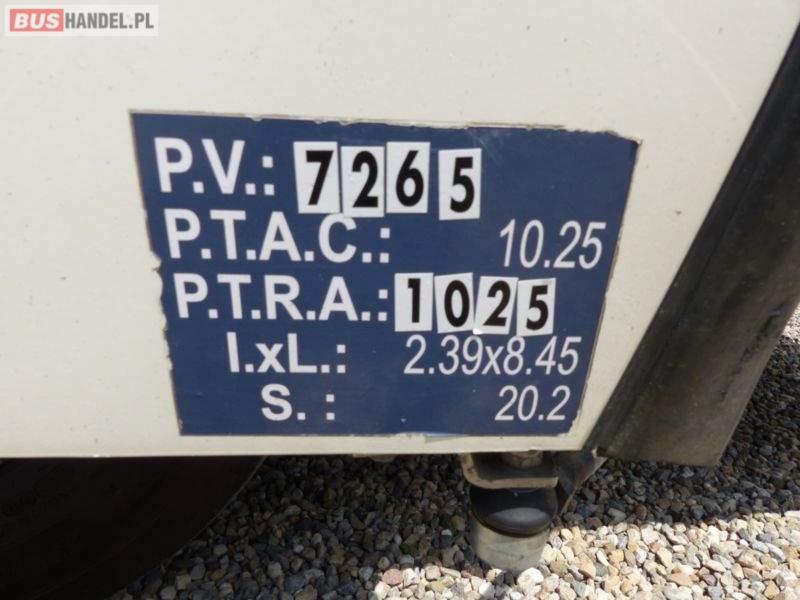 BUSHANDEL.PL
P.V.: 7265
P.T.A.C.: 10.25
P.T.R.A.: 1025
l.xL.: 2.39x8.45
S. : 20.2